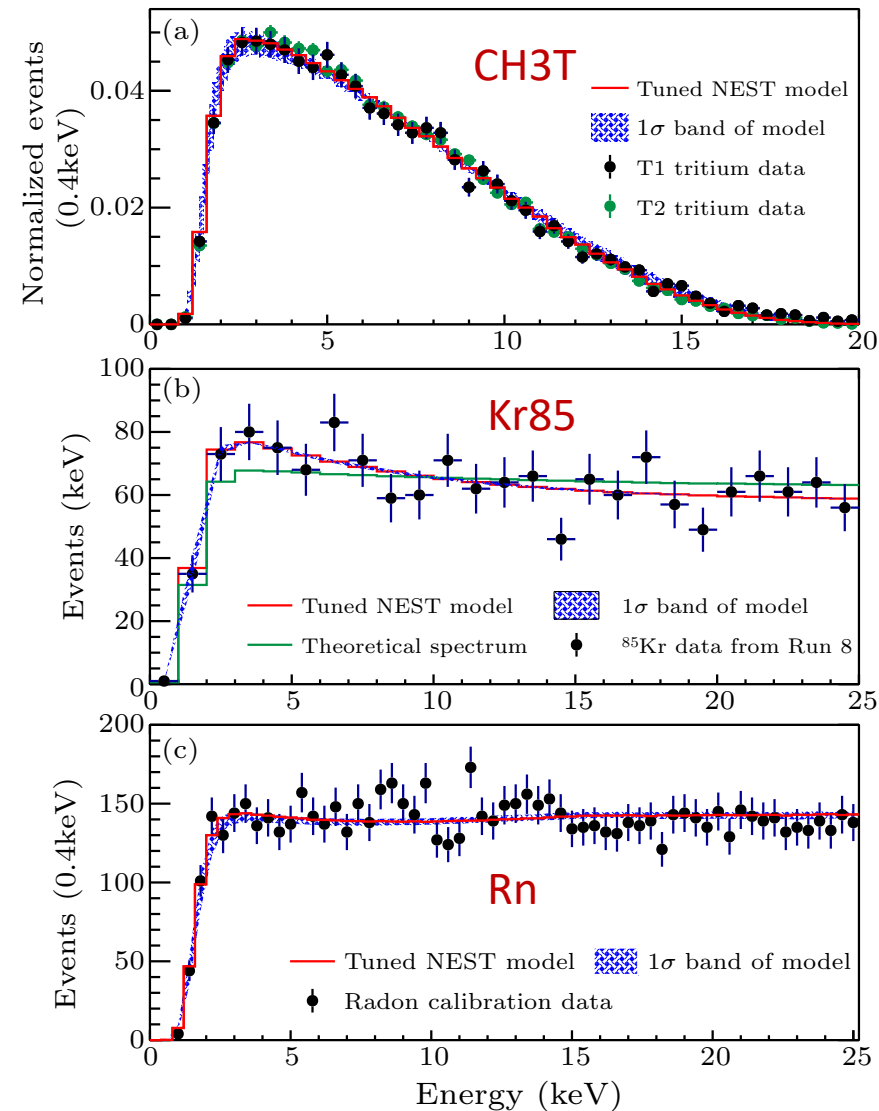 (a)
CH3T
Normalized events
(0.4keV)
0.04
0.02
0
Tuned NEST model
1σ band of model
T1 tritium data
T2 tritium data
5
10
15
20
(b)
Kr85
Events (keV)
100
80
60
40
20
0
Tuned NEST model
1σ band of model
Theoretical spectrum
⁸⁵Kr data from Run 8
5
10
15
20
25
(c)
Rn
Events (0.4keV)
200
150
100
50
0
Tuned NEST model
1σ band of model
Radon calibration data
0
5
10
15
20
25
Energy (keV)